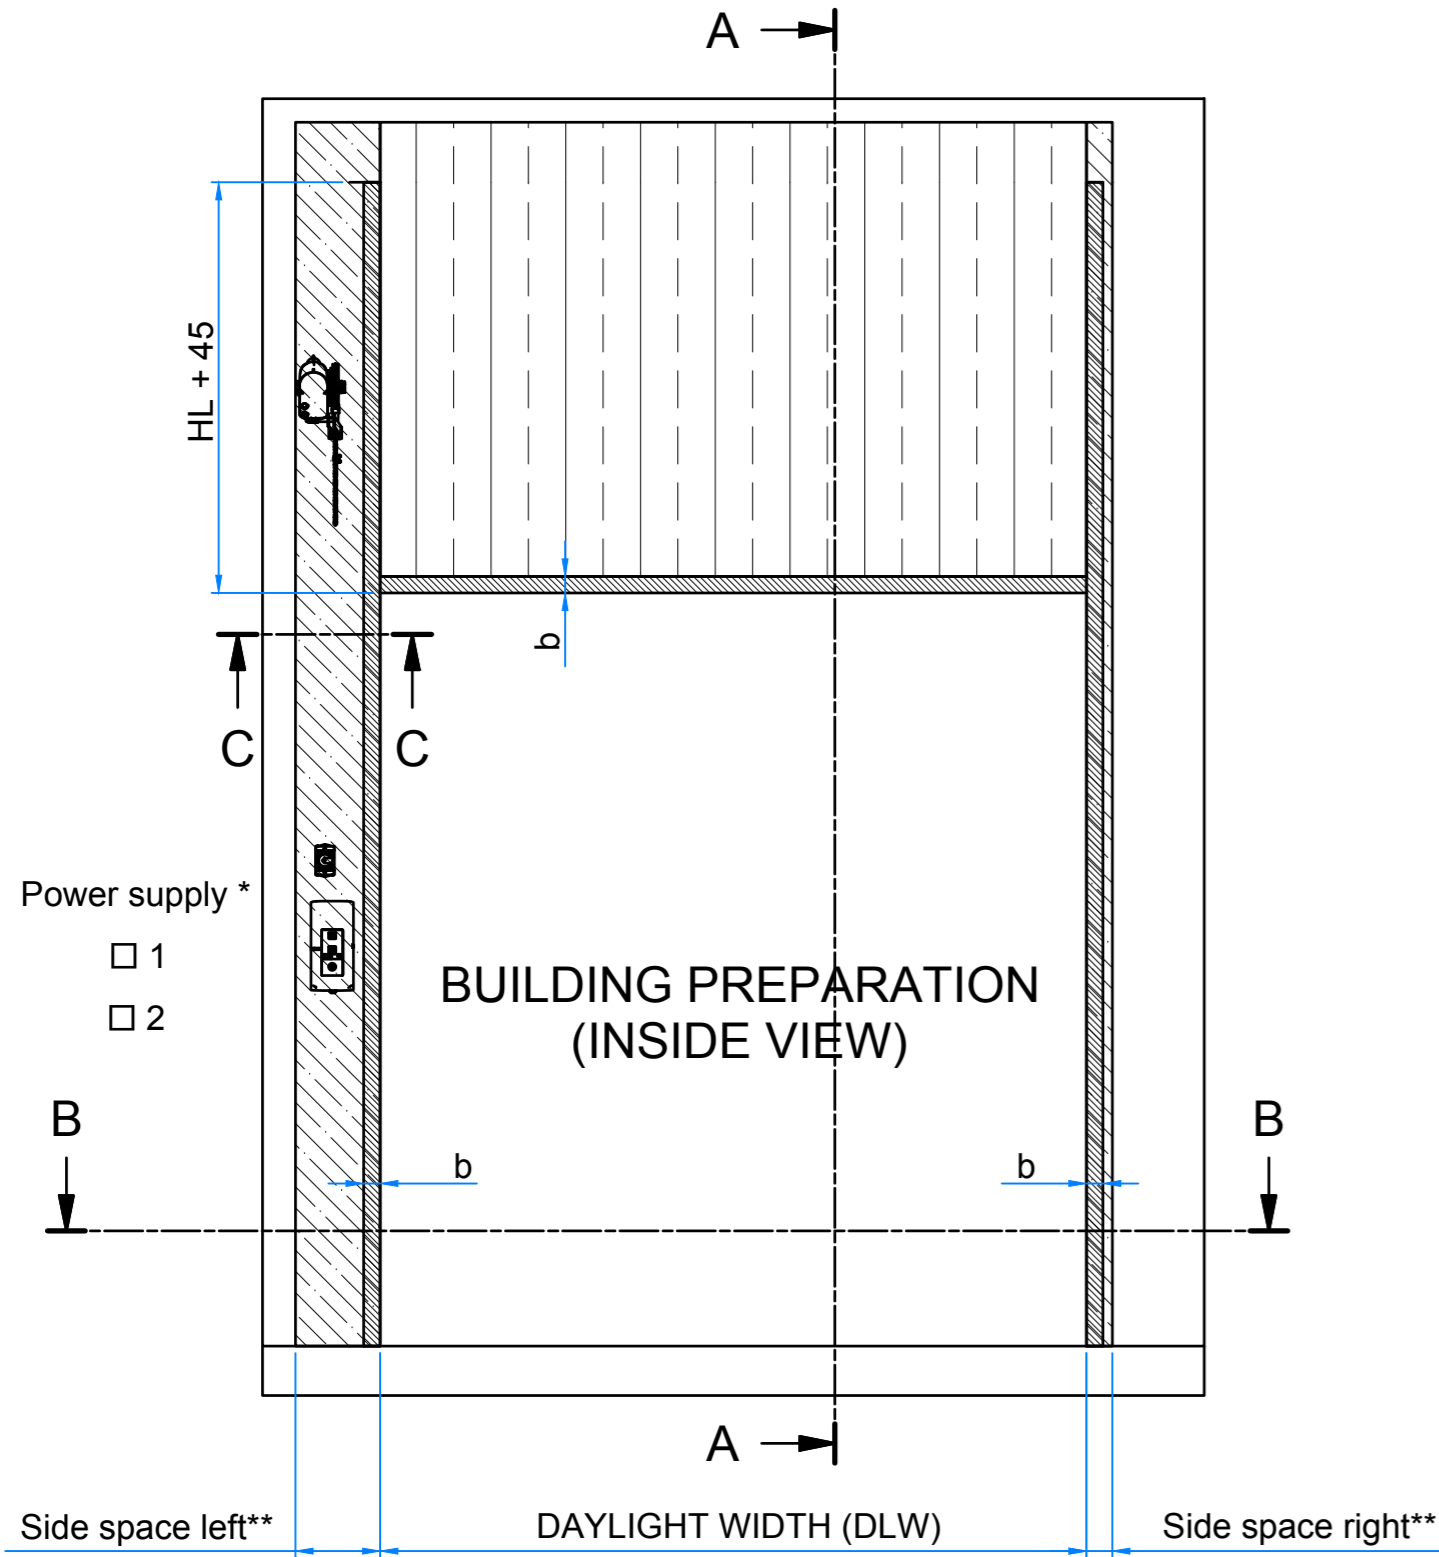 A
HL + 45
b
C
C
Power supply *
☐ 1
☐ 2
BUILDING PREPARATION
(INSIDE VIEW)
B
B
b
b
A
Side space left**
DAYLIGHT WIDTH (DLW)
Side space right**